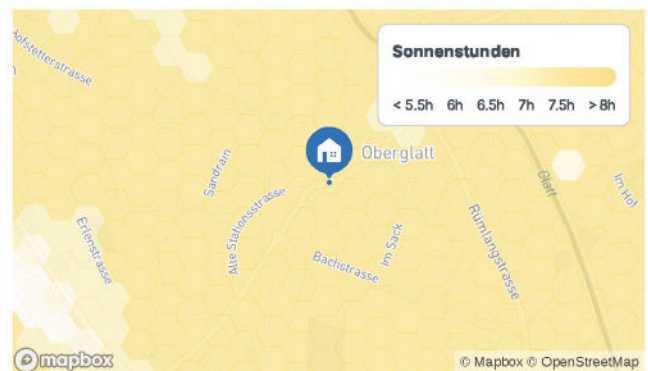 Hofstetterstrasse
Sonnenstunden
< 5.5h 6h 6.5h 7h 7.5h > 8h
Oberglatt
Sandrain
Glatt
Im Hof
Alte Stationsstrasse
Erlenstrasse
Im Sack
Rümlangstrasse
Bachstrasse
mapbox
© Mapbox © OpenStreetMap